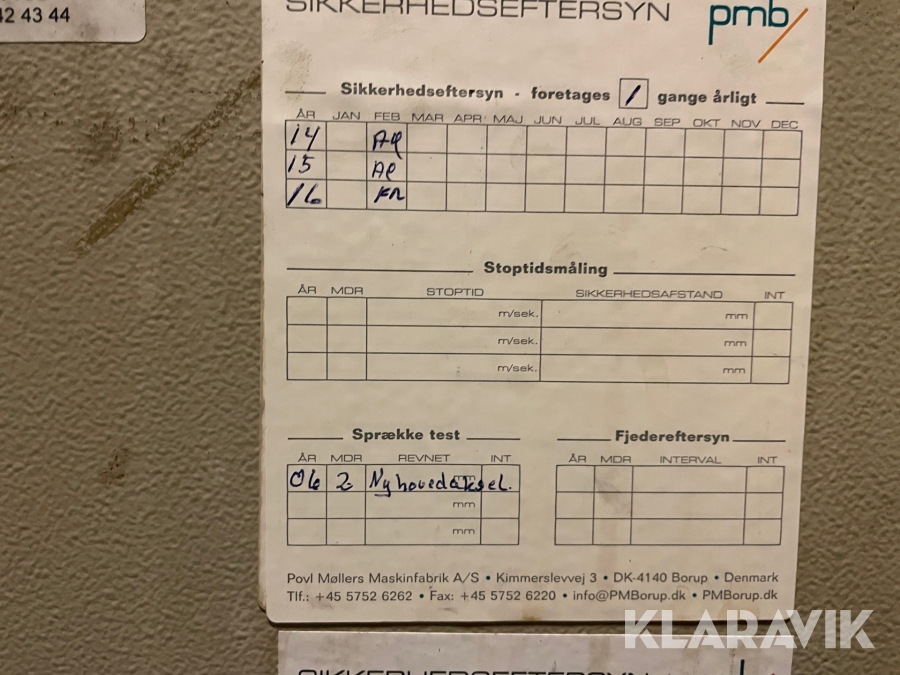 42 43 44
SIKKERHEDSEFTERSYN
pmb
Sikkerhedseftersyn - foretages 1 gange årligt
ÅR JAN FEB MAR APR MAJ JUN JUL AUG SEP OKT NOV DEC
14
15
16
Stoptidsmåling
ÅR MDR STOPTID SIKKERHEDSAFSTAND INT
m/sek. mm
m/sek. mm
m/sek. mm
Sprække test
ÅR MDR REVNET INT
06 2 Ny hovedaksel. mm
mm
mm
Fjedereftersyn
ÅR MDR INTERVAL INT
Povl Møllers Maskinfabrik A/S • Kimmerslevvej 3 • DK-4140 Borup • Denmark
Tlf.: +45 5752 6262 • Fax: +45 5752 6220 • info@PMBorup.dk • PMBorup.dk
KLARAVIK
SIKKERHEDSEFTERSYN